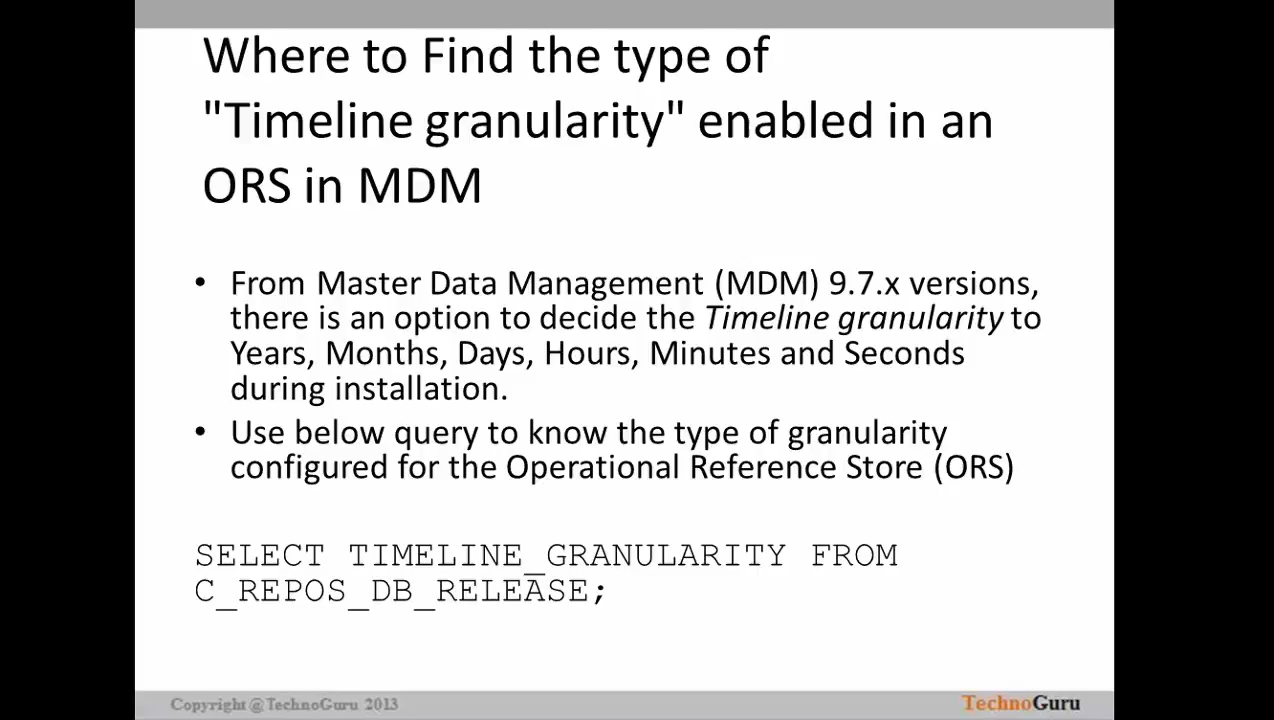 Where to Find the type of
"Timeline granularity" enabled in an
ORS in MDM
• From Master Data Management (MDM) 9.7.x versions,
there is an option to decide the Timeline granularity to
Years, Months, Days, Hours, Minutes and Seconds
during installation.
• Use below query to know the type of granularity
configured for the Operational Reference Store (ORS)
SELECT TIMELINE_GRANULARITY FROM
C_REPOS_DB_RELEASE;
Copyright@TechnoGuru 2013
TechnoGuru